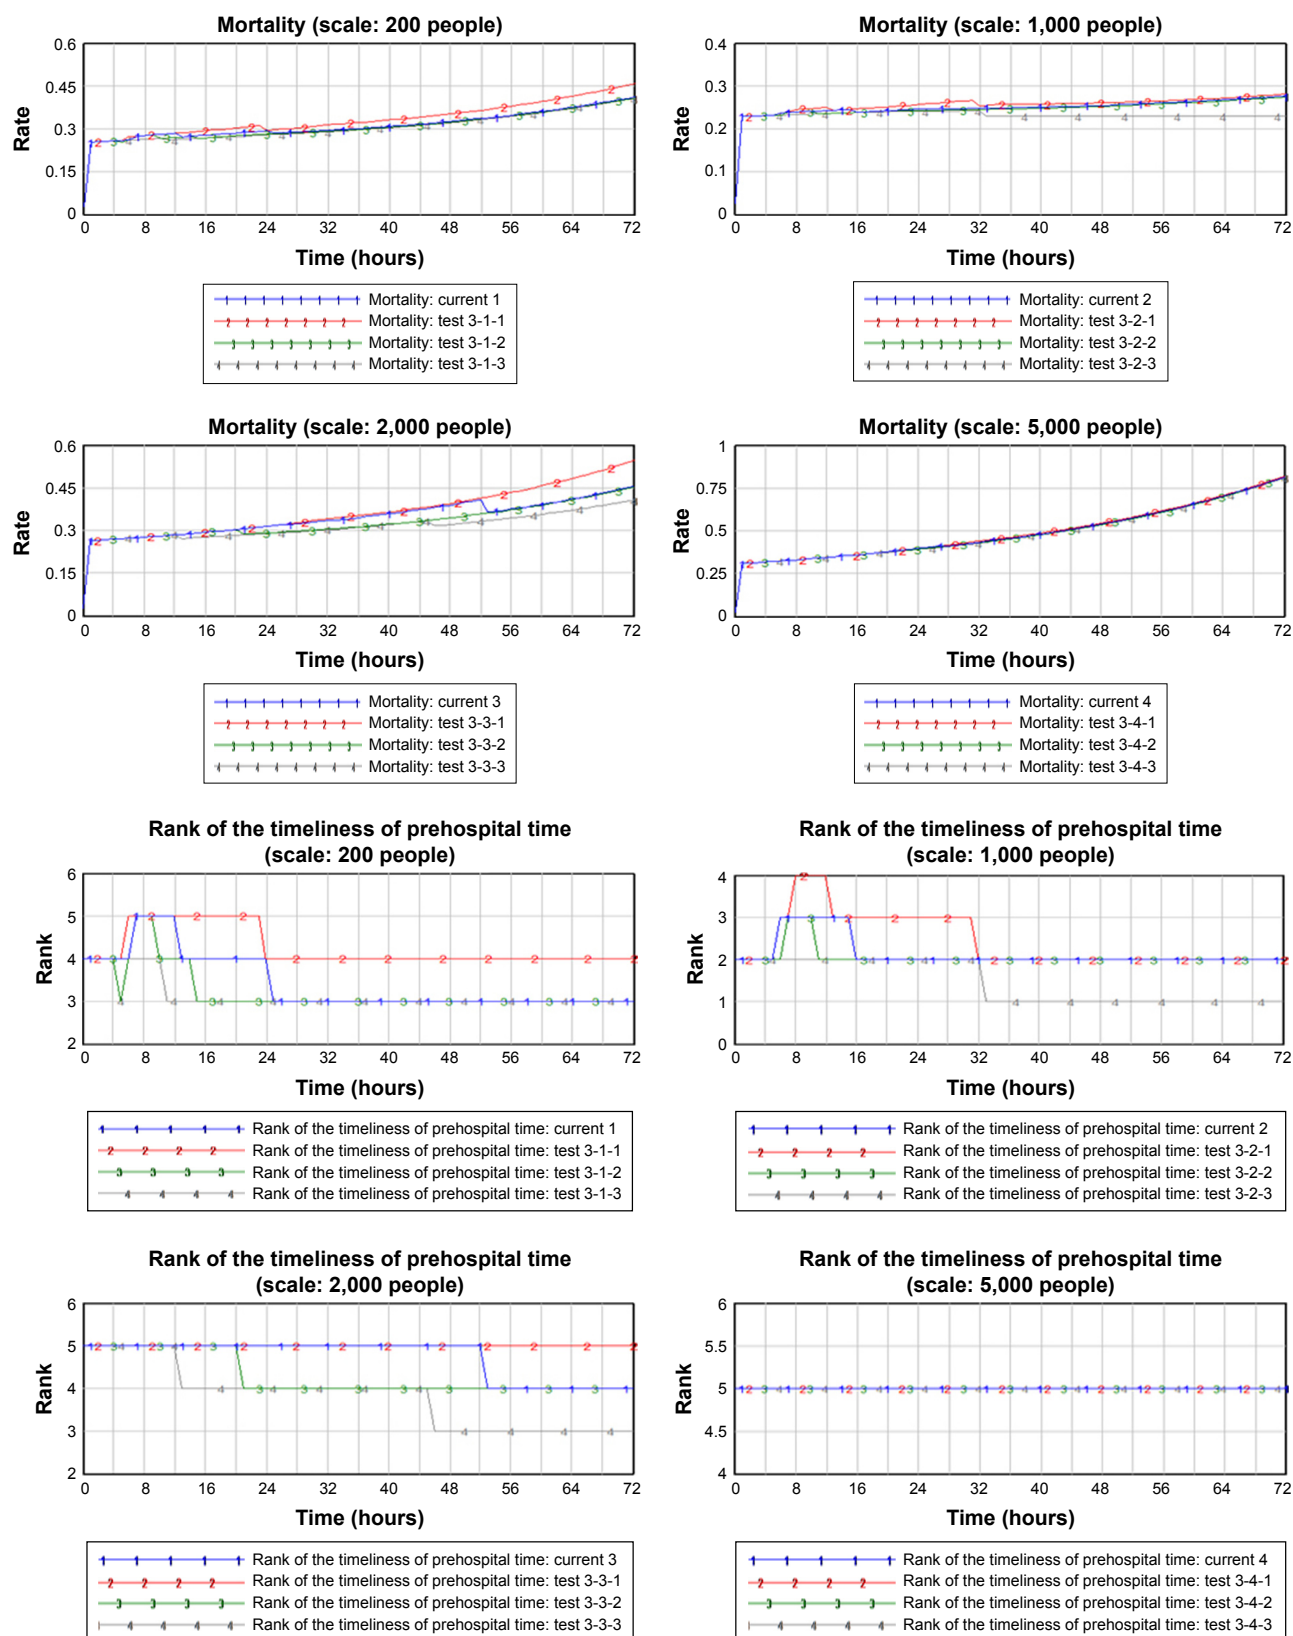 Mortality (scale: 200 people)
0.6
0.45
0.3
0.15
0
Rate
0 8 16 24 32 40 48 56 64 72
Time (hours)
Mortality: current 1
Mortality: test 3-1-1
Mortality: test 3-1-2
Mortality: test 3-1-3
Mortality (scale: 1,000 people)
0.4
0.3
0.2
0.1
0
Rate
0 8 16 24 32 40 48 56 64 72
Time (hours)
Mortality: current 2
Mortality: test 3-2-1
Mortality: test 3-2-2
Mortality: test 3-2-3
Mortality (scale: 2,000 people)
0.6
0.45
0.3
0.15
0
Rate
0 8 16 24 32 40 48 56 64 72
Time (hours)
Mortality: current 3
Mortality: test 3-3-1
Mortality: test 3-3-2
Mortality: test 3-3-3
Mortality (scale: 5,000 people)
1
0.75
0.5
0.25
0
Rate
0 8 16 24 32 40 48 56 64 72
Time (hours)
Mortality: current 4
Mortality: test 3-4-1
Mortality: test 3-4-2
Mortality: test 3-4-3
Rank of the timeliness of prehospital time
(scale: 200 people)
6
5
4
3
2
Rank
0 8 16 24 32 40 48 56 64 72
Time (hours)
Rank of the timeliness of prehospital time: current 1
Rank of the timeliness of prehospital time: test 3-1-1
Rank of the timeliness of prehospital time: test 3-1-2
Rank of the timeliness of prehospital time: test 3-1-3
Rank of the timeliness of prehospital time
(scale: 1,000 people)
4
3
2
1
0
Rank
0 8 16 24 32 40 48 56 64 72
Time (hours)
Rank of the timeliness of prehospital time: current 2
Rank of the timeliness of prehospital time: test 3-2-1
Rank of the timeliness of prehospital time: test 3-2-2
Rank of the timeliness of prehospital time: test 3-2-3
Rank of the timeliness of prehospital time
(scale: 2,000 people)
6
5
4
3
2
Rank
0 8 16 24 32 40 48 56 64 72
Time (hours)
Rank of the timeliness of prehospital time: current 3
Rank of the timeliness of prehospital time: test 3-3-1
Rank of the timeliness of prehospital time: test 3-3-2
Rank of the timeliness of prehospital time: test 3-3-3
Rank of the timeliness of prehospital time
(scale: 5,000 people)
6
5.5
5
4.5
4
Rank
0 8 16 24 32 40 48 56 64 72
Time (hours)
Rank of the timeliness of prehospital time: current 4
Rank of the timeliness of prehospital time: test 3-4-1
Rank of the timeliness of prehospital time: test 3-4-2
Rank of the timeliness of prehospital time: test 3-4-3